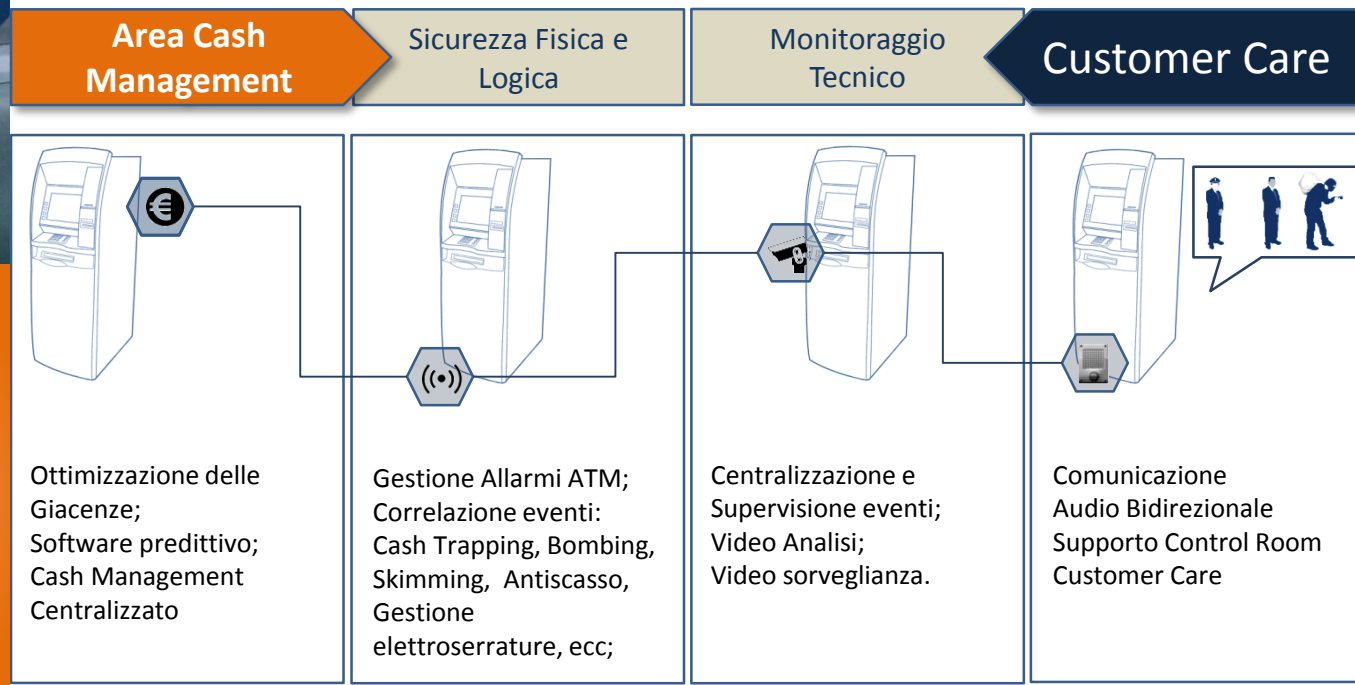 Area Cash
Management
Sicurezza Fisica e
Logica
Monitoraggio
Tecnico
Customer Care
Ottimizzazione delle
Giacenze;
Software predittivo;
Cash Management
Centralizzato
Gestione Allarmi ATM;
Correlazione eventi:
Cash Trapping, Bombing,
Skimming,  Antiscasso,
Gestione
elettroserrature, ecc;
Centralizzazione e
Supervisione eventi;
Video Analisi;
Video sorveglianza.
Comunicazione
Audio Bidirezionale
Supporto Control Room
Customer Care